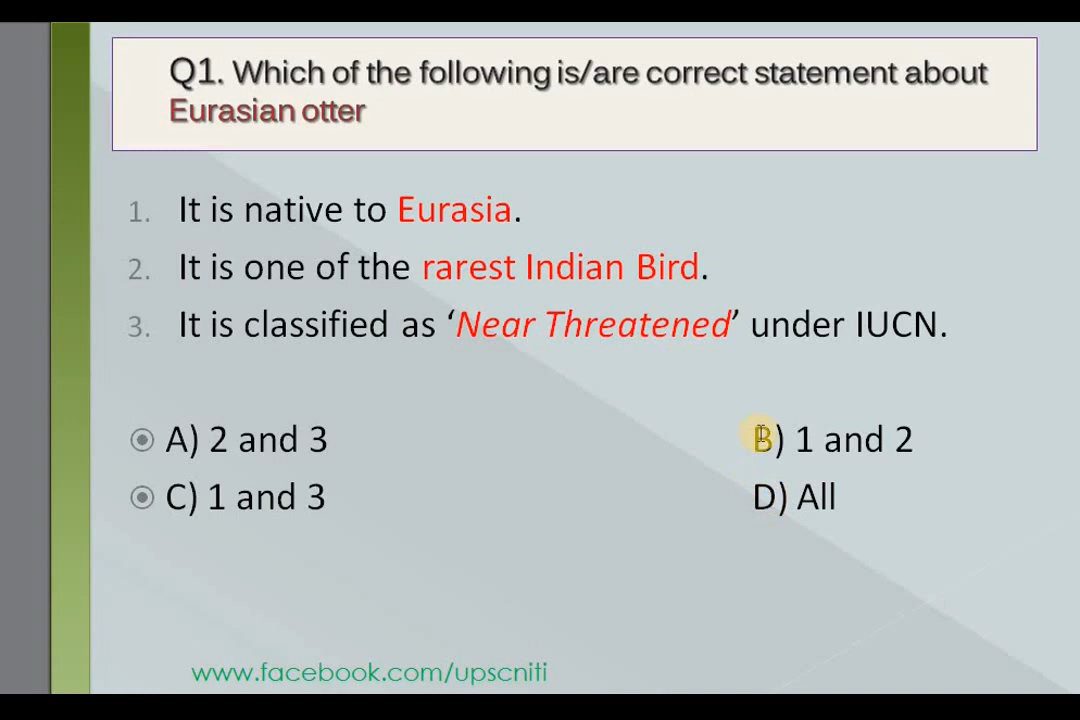 Q1. Which of the following is/are correct statement about
Eurasian otter
1. It is native to Eurasia.
2. It is one of the rarest Indian Bird.
3. It is classified as ‘Near Threatened’ under IUCN.
A) 2 and 3 B) 1 and 2
C) 1 and 3 D) All
www.facebook.com/upscniti